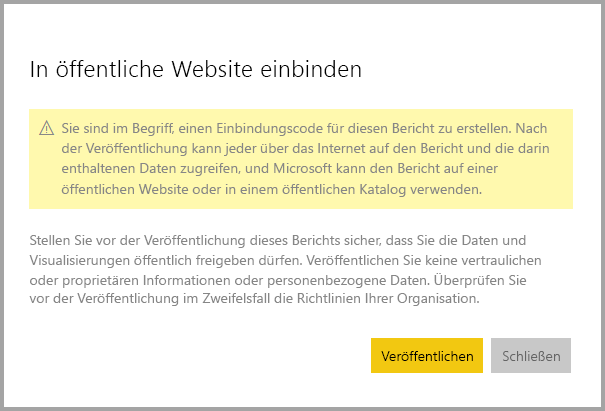 In öffentliche Website einbinden
Sie sind im Begriff, einen Einbindungscode für diesen Bericht zu erstellen. Nach
der Veröffentlichung kann jeder über das Internet auf den Bericht und die darin
enthaltenen Daten zugreifen, und Microsoft kann den Bericht auf einer
öffentlichen Website oder in einem öffentlichen Katalog verwenden.
Stellen Sie vor der Veröffentlichung dieses Berichts sicher, dass Sie die Daten und
Visualisierungen öffentlich freigeben dürfen. Veröffentlichen Sie keine vertraulichen
oder proprietären Informationen oder personenbezogene Daten. Überprüfen Sie
vor der Veröffentlichung im Zweifelsfall die Richtlinien Ihrer Organisation.
Veröffentlichen Schließen